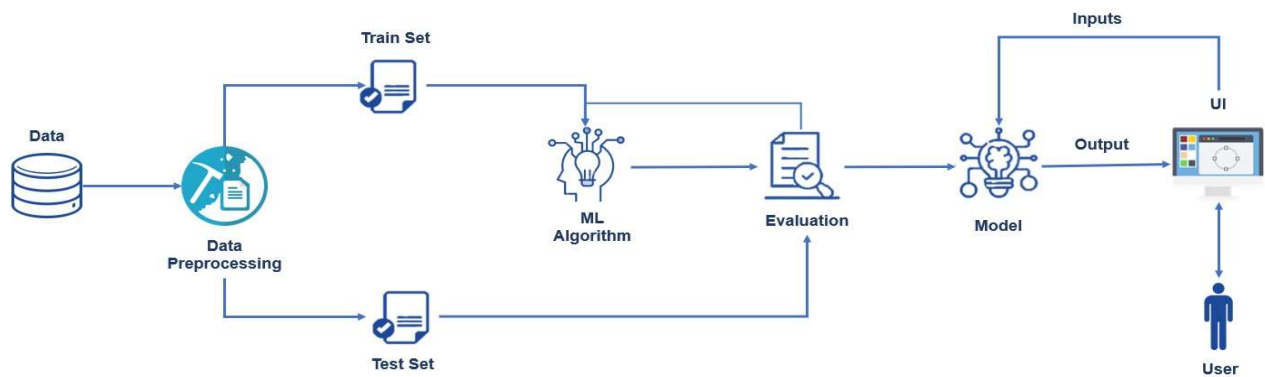 Inputs
Train Set
UI
Data
Output
ML
Algorithm
Evaluation
Model
Data
Preprocessing
Test Set
User